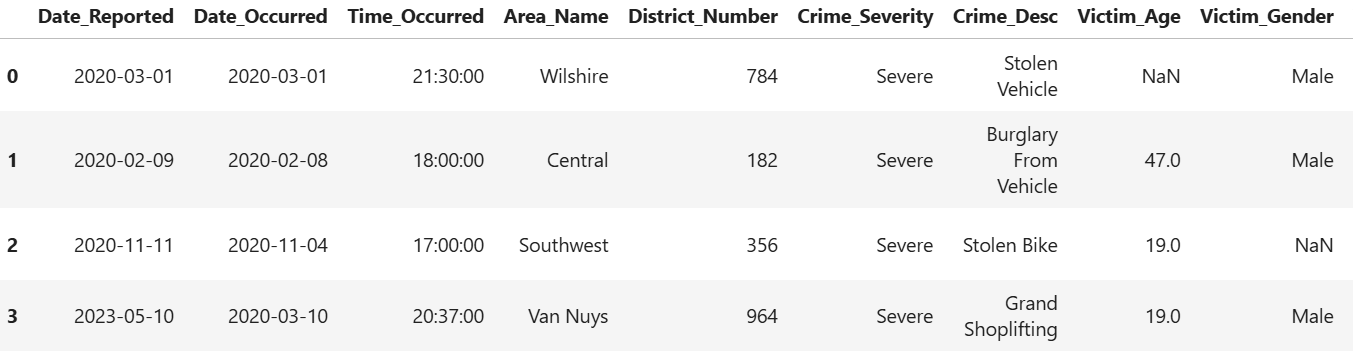 Date_Reported Date_Occurred Time_Occurred Area_Name District_Number Crime_Severity Crime_Desc Victim_Age Victim_Gender
0 2020-03-01 2020-03-01 21:30:00 Wilshire 784 Severe Stolen Vehicle NaN Male
1 2020-02-09 2020-02-08 18:00:00 Central 182 Severe Burglary From Vehicle 47.0 Male
2 2020-11-11 2020-11-04 17:00:00 Southwest 356 Severe Stolen Bike 19.0 NaN
3 2023-05-10 2020-03-10 20:37:00 Van Nuys 964 Severe Grand Shoplifting 19.0 Male